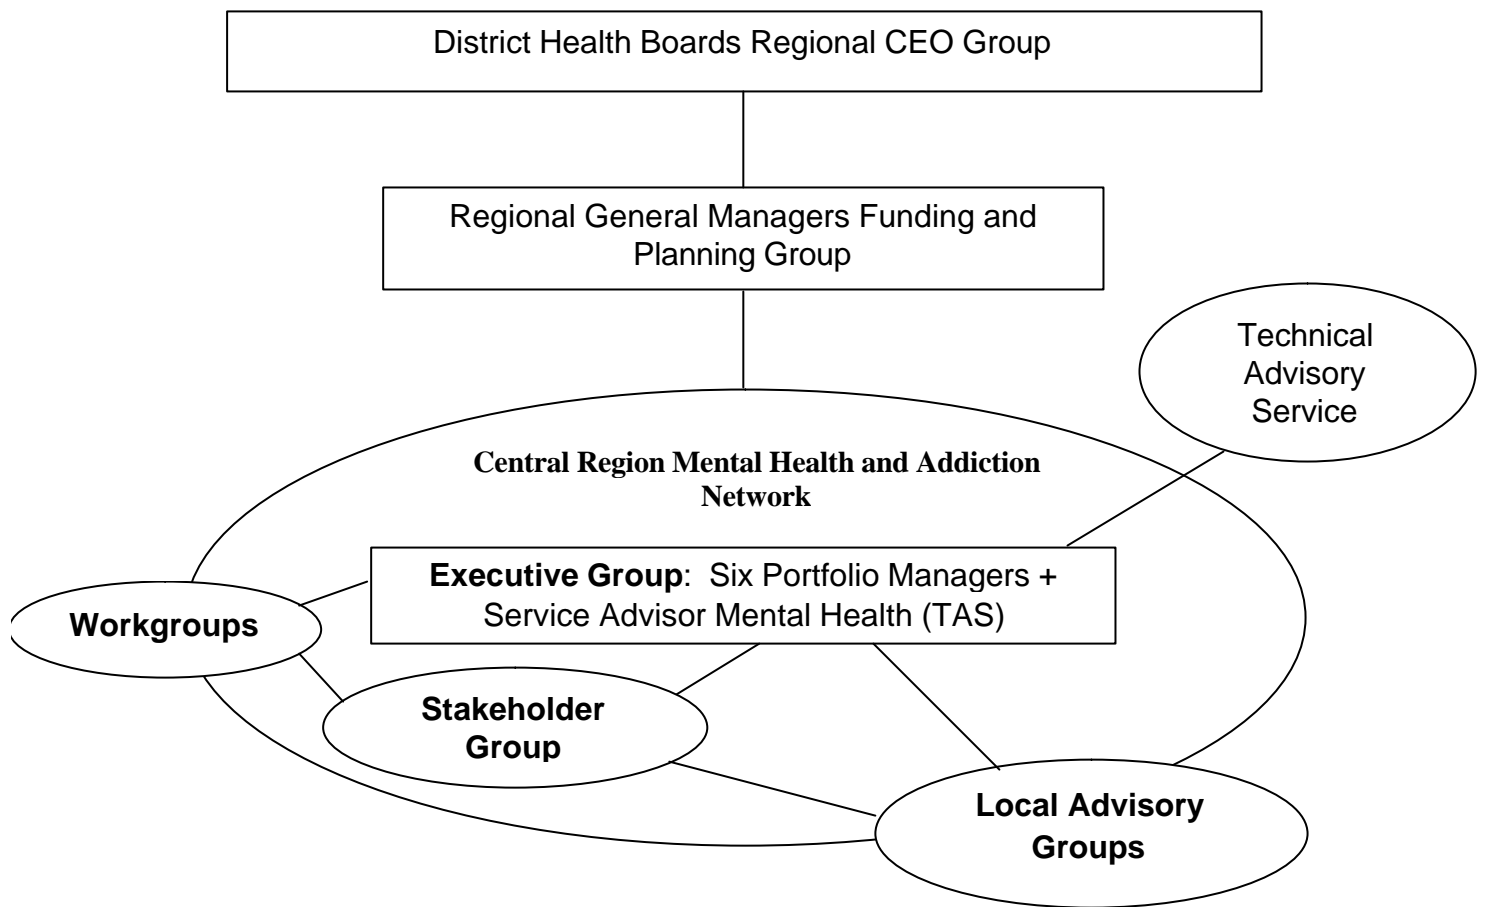 District Health Boards Regional CEO Group
Regional General Managers Funding and
Planning Group
Technical
Advisory
Service
Central Region Mental Health and Addiction
Network
Executive Group:  Six Portfolio Managers +
Service Advisor Mental Health (TAS)
Workgroups
Stakeholder
Group
Local Advisory
Groups